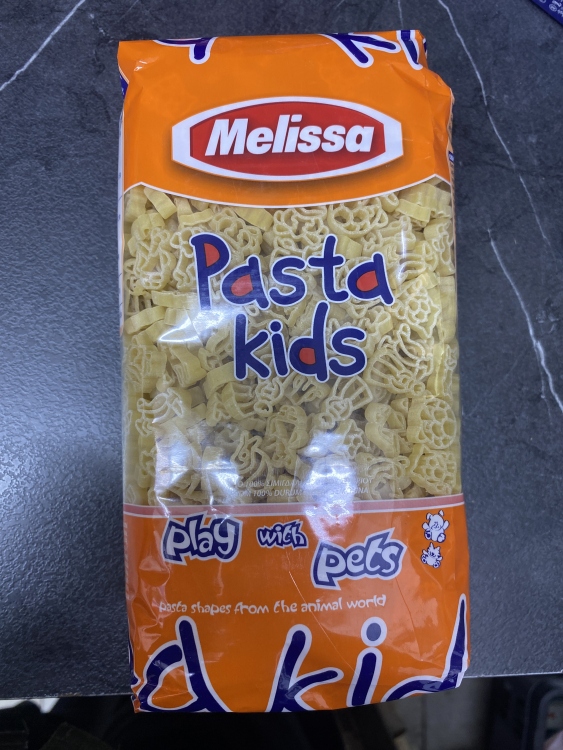 Melissa
Pasta
kids
play with pets
pasta shapes from the animal world
d kid